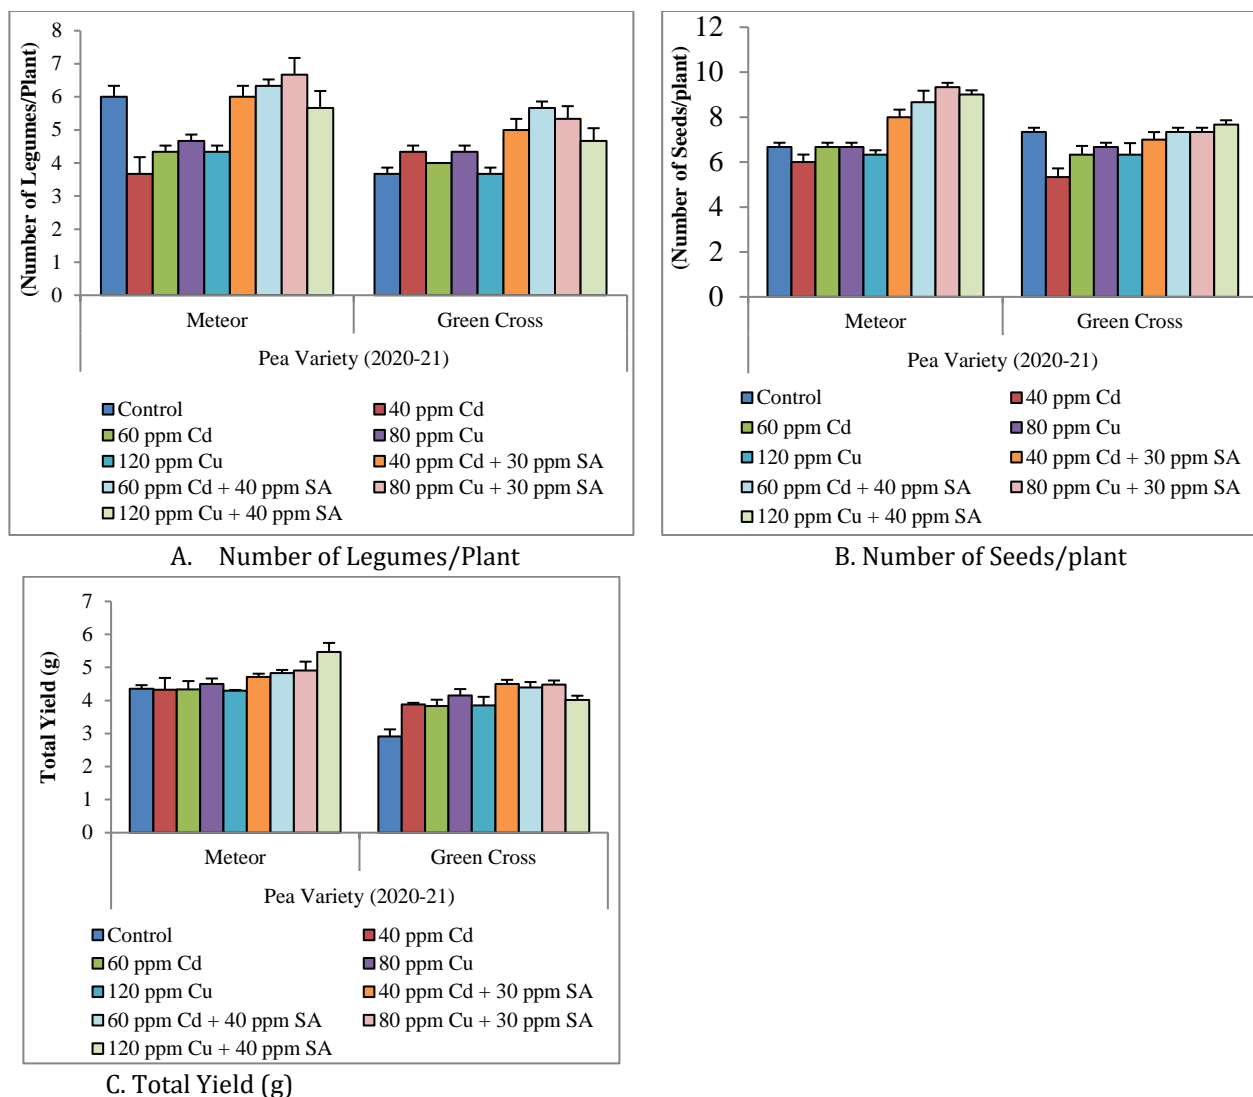 (Number of Legumes/Plant)
8
7
6
5
4
3
2
1
0
Meteor Green Cross
Pea Variety (2020-21)
Control 40 ppm Cd
60 ppm Cd 80 ppm Cu
120 ppm Cu 40 ppm Cd + 30 ppm SA
60 ppm Cd + 40 ppm SA 80 ppm Cu + 30 ppm SA
120 ppm Cu + 40 ppm SA
A. Number of Legumes/Plant
(Number of Seeds/plant)
12
10
8
6
4
2
0
Meteor Green Cross
Pea Variety (2020-21)
Control 40 ppm Cd
60 ppm Cd 80 ppm Cu
120 ppm Cu 40 ppm Cd + 30 ppm SA
60 ppm Cd + 40 ppm SA 80 ppm Cu + 30 ppm SA
120 ppm Cu + 40 ppm SA
B. Number of Seeds/plant
Total Yield (g)
7
6
5
4
3
2
1
0
Meteor Green Cross
Pea Variety (2020-21)
Control 40 ppm Cd
60 ppm Cd 80 ppm Cu
120 ppm Cu 40 ppm Cd + 30 ppm SA
60 ppm Cd + 40 ppm SA 80 ppm Cu + 30 ppm SA
120 ppm Cu + 40 ppm SA
C. Total Yield (g)